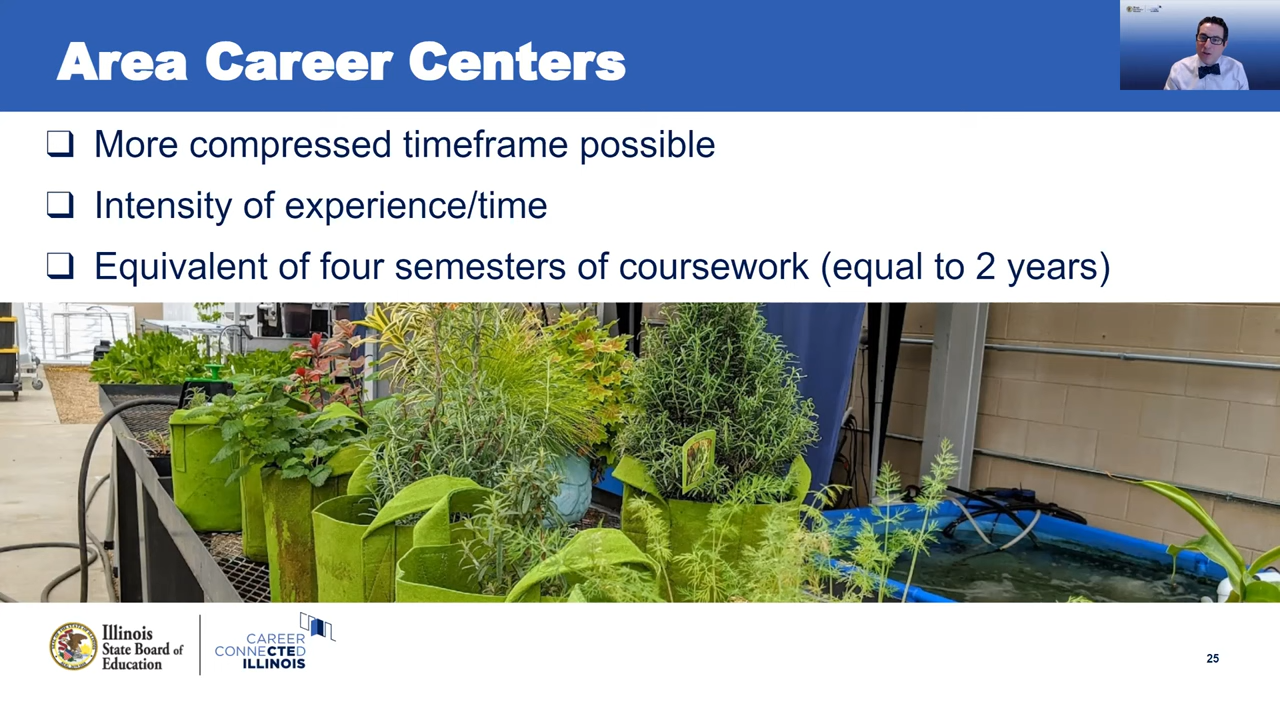 Area Career Centers
❑ More compressed timeframe possible
❑ Intensity of experience/time
❑ Equivalent of four semesters of coursework (equal to 2 years)
Illinois
State Board of
Education
CAREER
CONNECTED
ILLINOIS
25